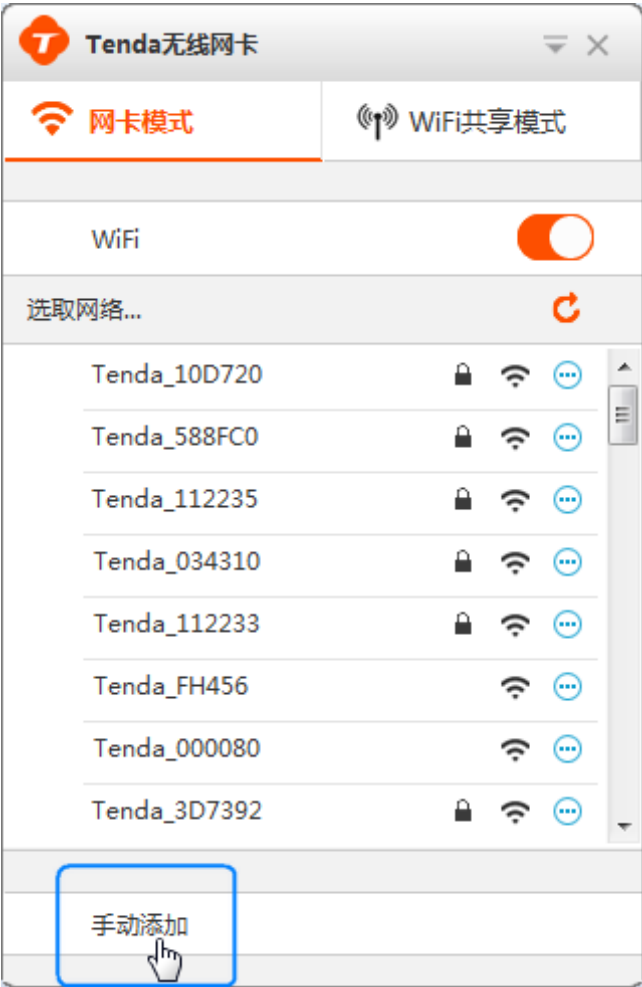 Tenda无线网卡
网卡模式
WiFi共享模式
WiFi
选取网络...
Tenda_10D720
Tenda_588FC0
Tenda_112235
Tenda_034310
Tenda_112233
Tenda_FH456
Tenda_000080
Tenda_3D7392
手动添加